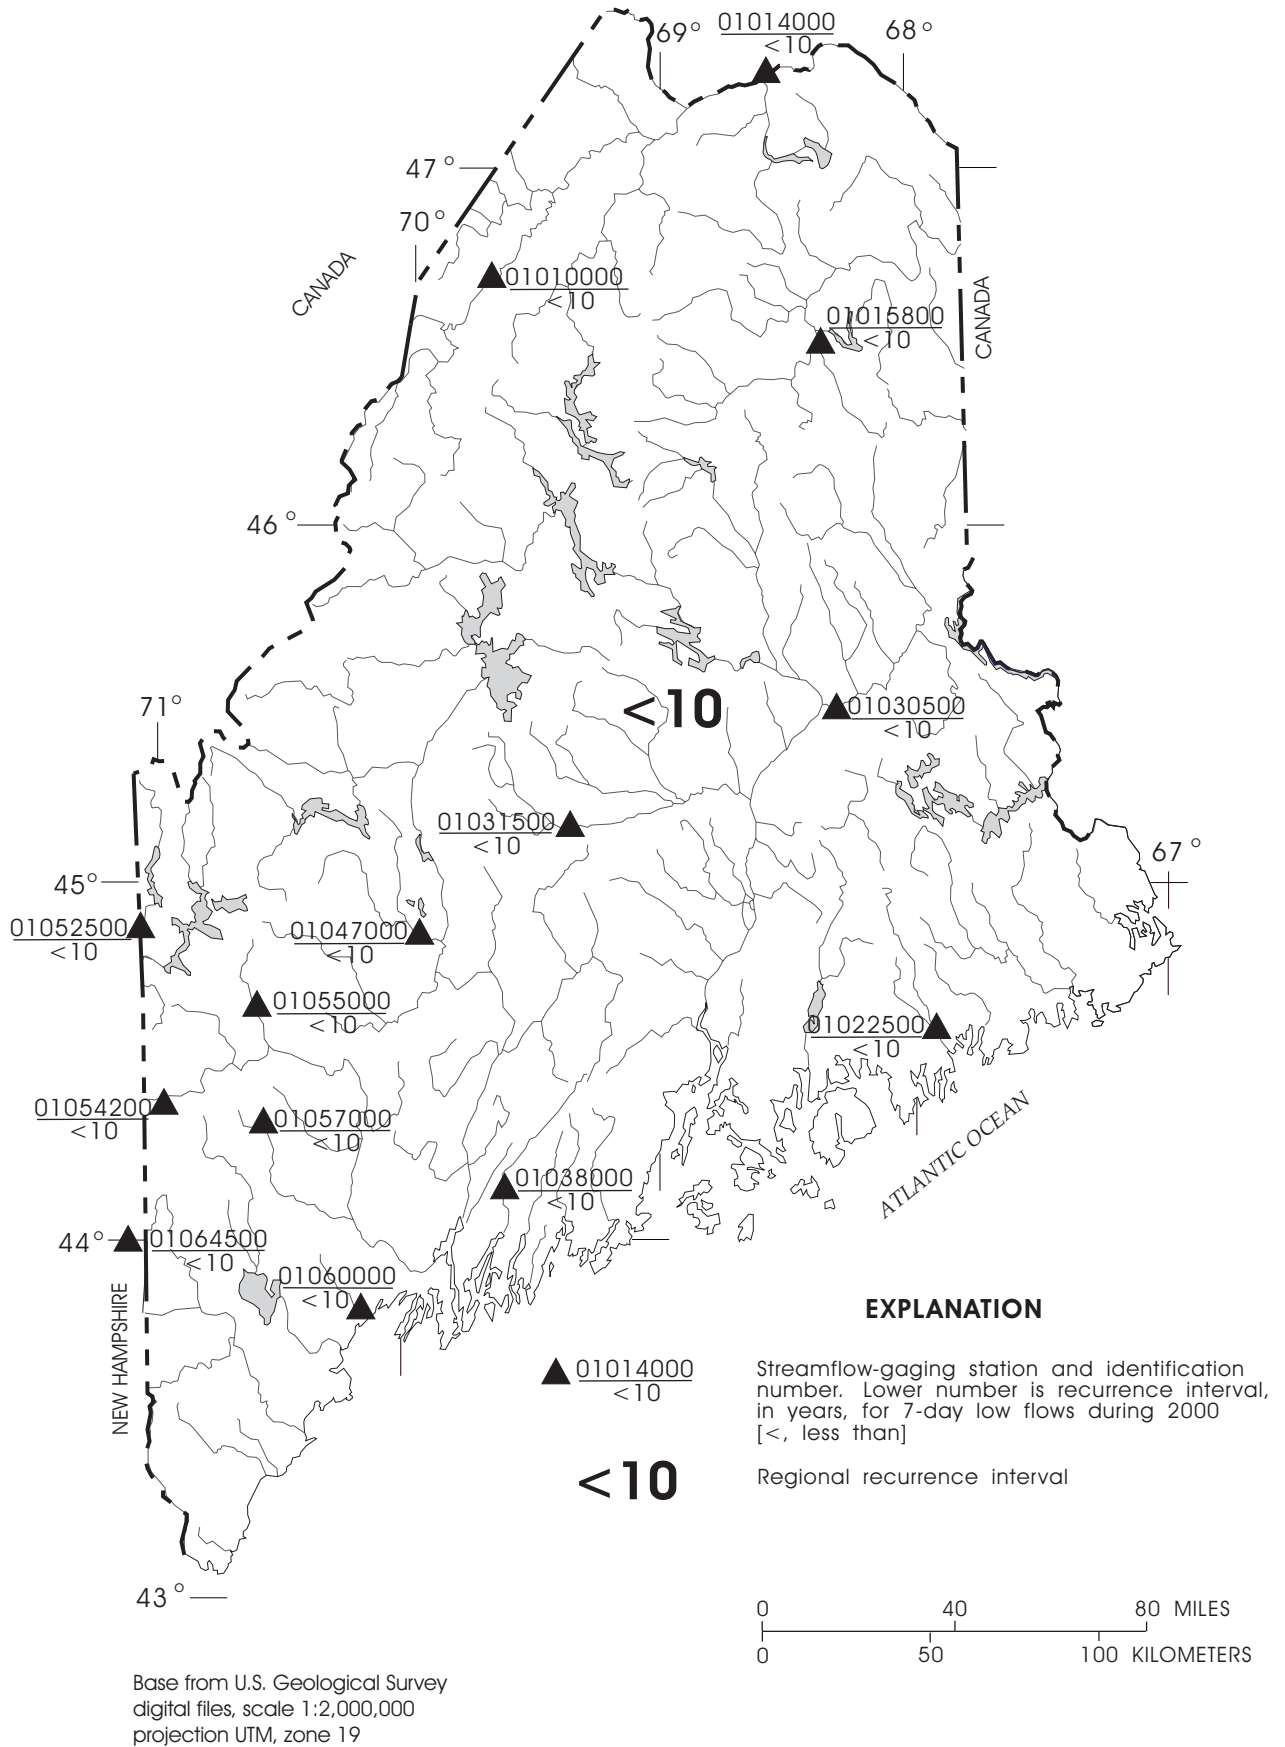 01014000
<10
69°
68°
47°
70°
CANADA
01010000
<10
01015800
<10
CANADA
46°
<10
01030500
<10
71°
01031500
<10
67°
45°
01052500
<10
01047000
<10
01055000
<10
01022500
<10
01054200
<10
01057000
<10
ATLANTIC OCEAN
01038000
<10
44°
01064500
<10
01060000
<10
NEW HAMPSHIRE
EXPLANATION
01014000
<10
Streamflow-gaging station and identification
number. Lower number is recurrence interval,
in years, for 7-day low flows during 2000
[<, less than]
<10
Regional recurrence interval
43°
0 40 80 MILES
0 50 100 KILOMETERS
Base from U.S. Geological Survey
digital files, scale 1:2,000,000
projection UTM, zone 19